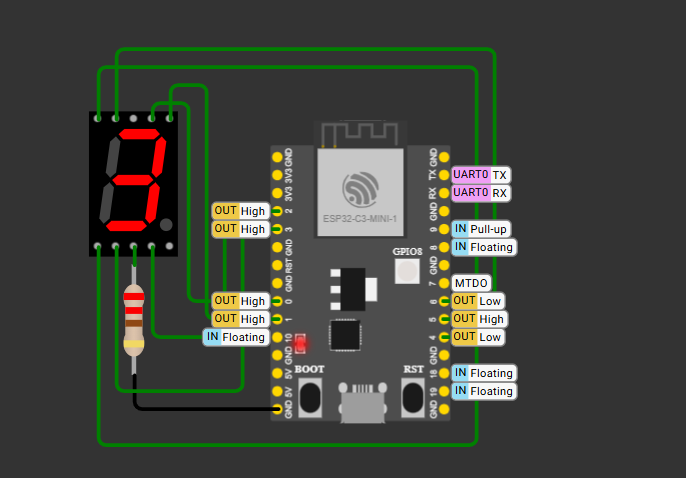 GND
3V3
3V3
OUT High 2
OUT High 3
GND
RST
GND
OUT High 0
OUT High 1
IN Floating 10
GND
5V
5V
GND
ESP32-C3-MINI-1
GPIO8
BOOT
RST
GND
TX UART0 TX
RX UART0 RX
GND
9 IN Pull-up
8 IN Floating
GND
7 MTDO
6 OUT Low
5 OUT High
4 OUT Low
GND
18 IN Floating
19 IN Floating
GND
3